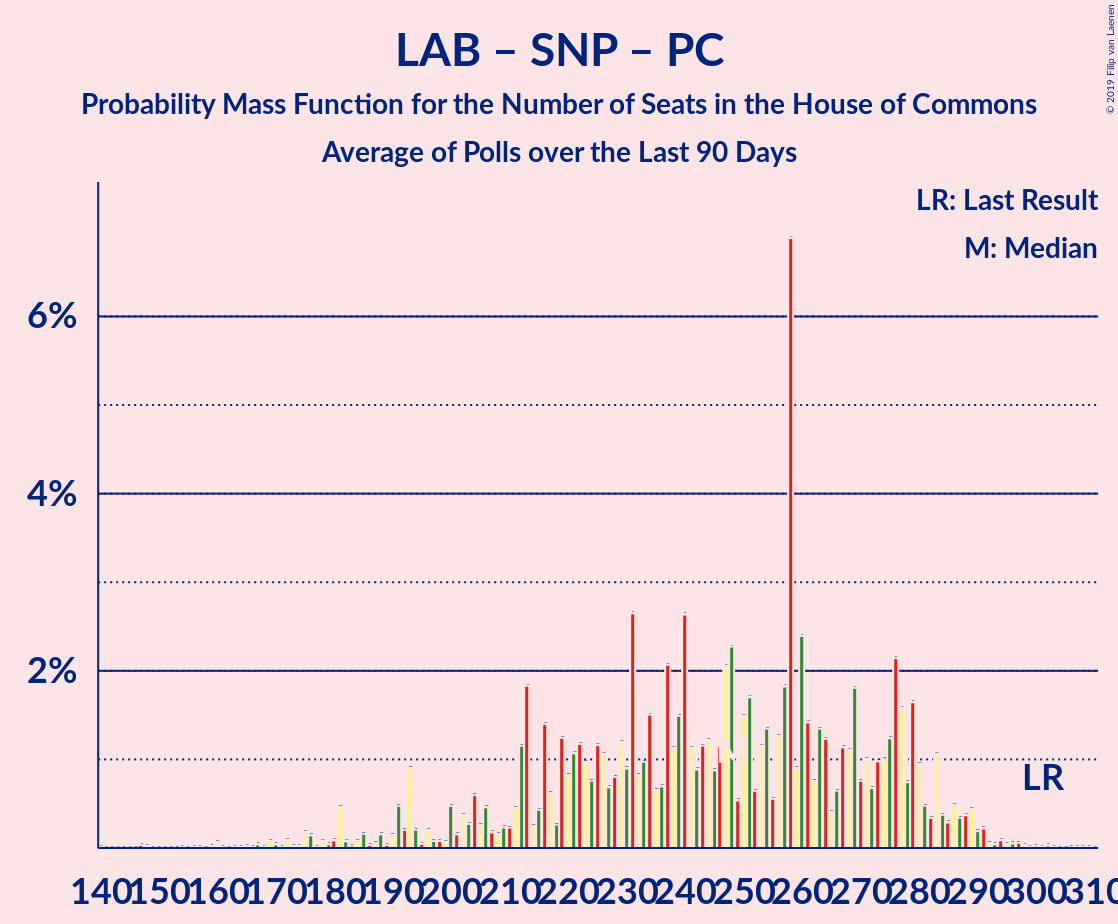 LAB – SNP – PC
Probability Mass Function for the Number of Seats in the House of Commons
Average of Polls over the Last 90 Days
© 2019 Filip van Laenen
LR: Last Result
M: Median
6%
4%
2%
LR
140 150 160 170 180 190 200 210 220 230 240 250 260 270 280 290 300 310